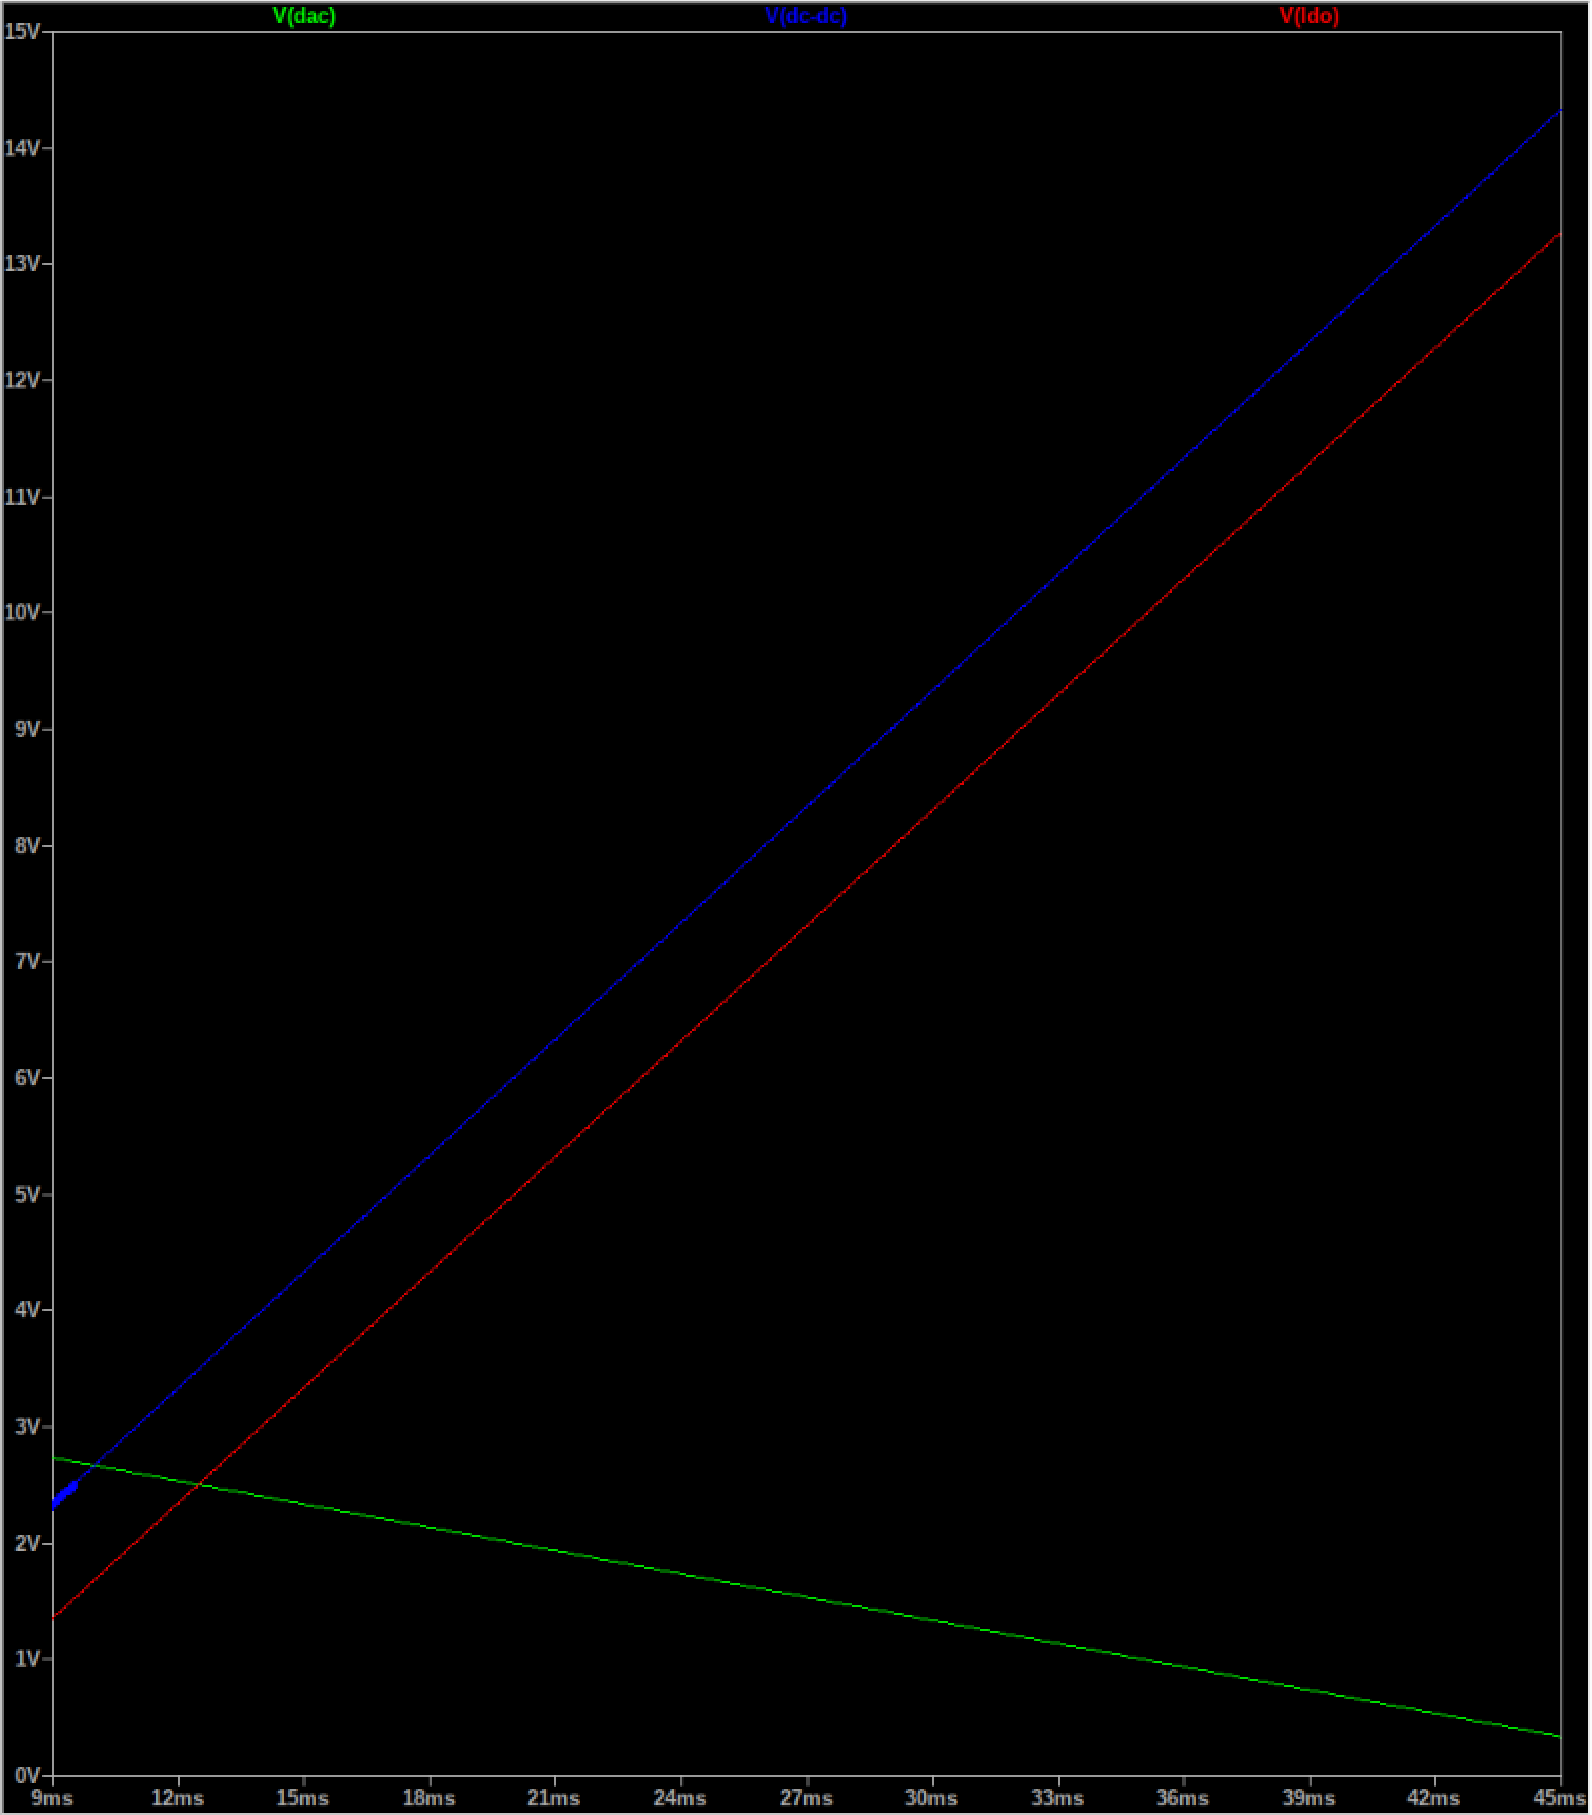 V(dac) V(dc-dc) V(ldo)
15V
14V
13V
12V
11V
10V
9V
8V
7V
6V
5V
4V
3V
2V
1V
0V
9ms 12ms 15ms 18ms 21ms 24ms 27ms 30ms 33ms 36ms 39ms 42ms 45ms